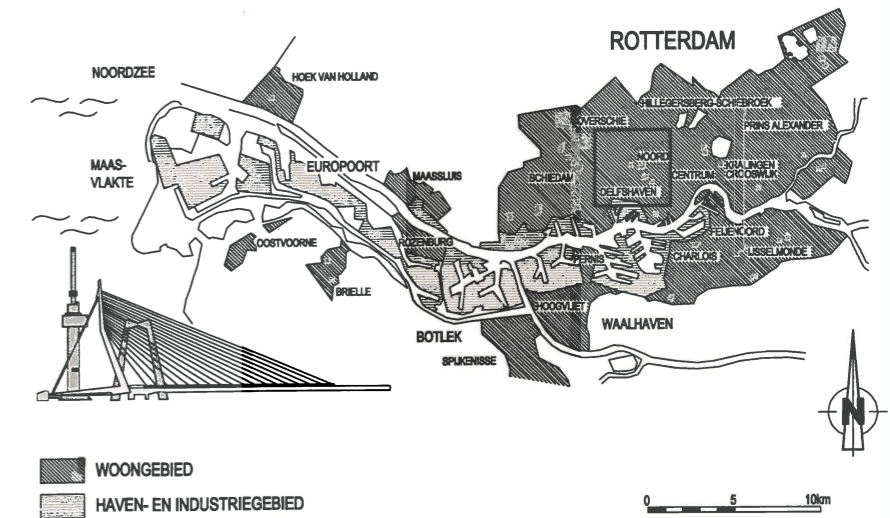 ROTTERDAM
NOORDZEE
HOEK VAN HOLLAND
HILLEGERSBERG-SCHIEBROEK
OVERSCHIE
PRINS ALEXANDER
MAAS-
VLAKTE
EUROPOORT
NOORD
KRALINGEN
CROOSWIJK
MAASSLUIS
SCHIEDAM
CENTRUM
DELFSHAVEN
FEIJENOORD
OOSTVOORNE
ROZENBURG
PERNIS
CHARLOIS
IJSSELMONDE
BRIELLE
HOOGVLIET
WAALHAVEN
BOTLEK
SPIJKENISSE
N
WOONGEBIED
HAVEN- EN INDUSTRIEGEBIED
0 5 10km